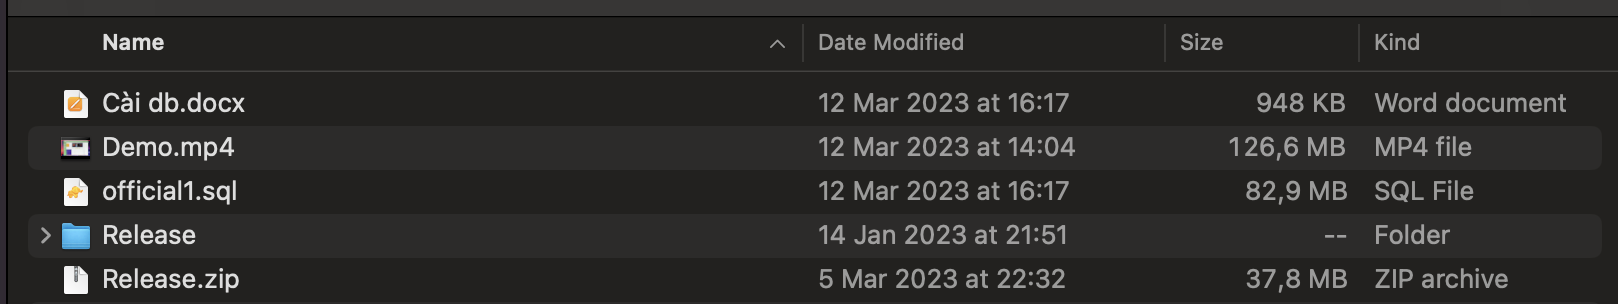 Name Date Modified Size Kind
Cài db.docx 12 Mar 2023 at 16:17 948 KB Word document
Demo.mp4 12 Mar 2023 at 14:04 126,6 MB MP4 file
official1.sql 12 Mar 2023 at 16:17 82,9 MB SQL File
Release 14 Jan 2023 at 21:51 -- Folder
Release.zip 5 Mar 2023 at 22:32 37,8 MB ZIP archive